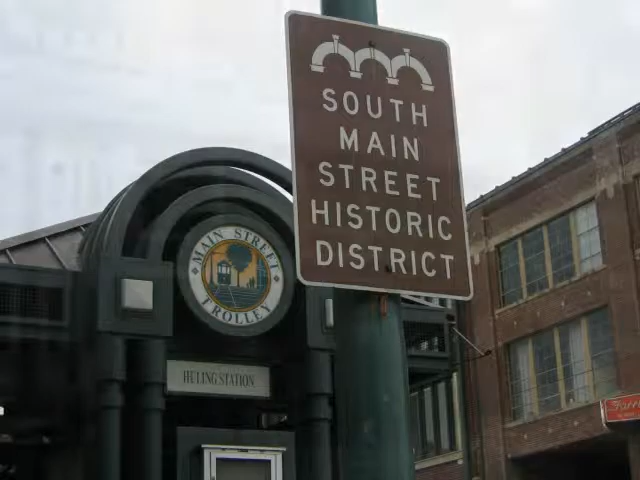 SOUTH
MAIN
STREET
HISTORIC
DISTRICT
MAIN STREET
TROLLEY
HULING STATION